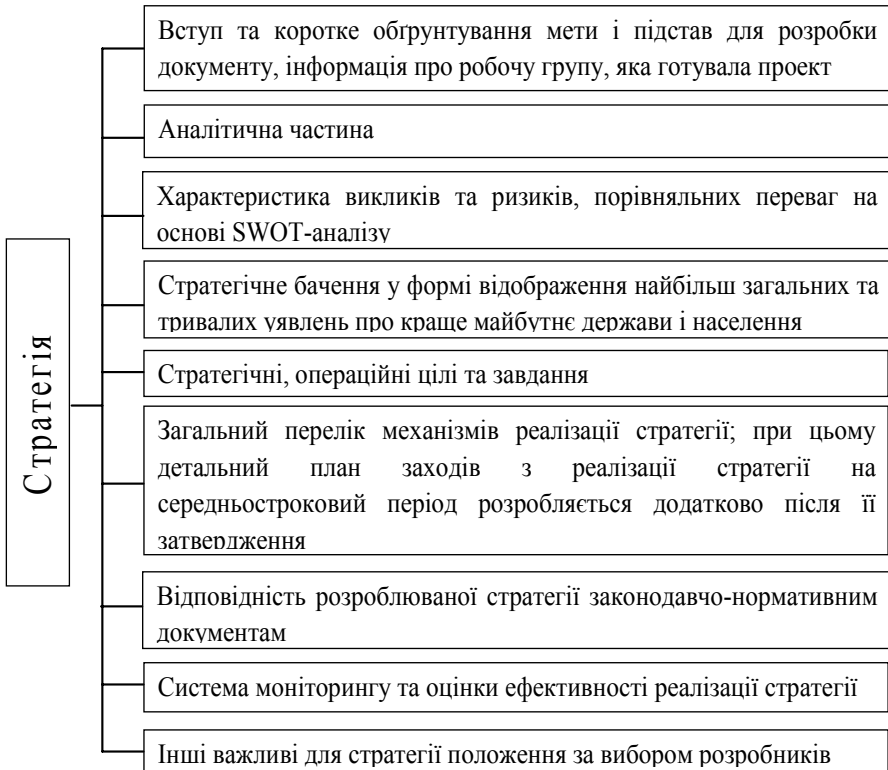 Стратегія
Вступ та коротке обґрунтування мети і підстав для розробки
документу, інформація про робочу групу, яка готувала проект
Аналітична частина
Характеристика викликів та ризиків, порівняльних переваг на
основі SWOT-аналізу
Стратегічне бачення у формі відображення найбільш загальних та
тривалих уявлень про краще майбутнє держави і населення
Стратегічні, операційні цілі та завдання
Загальний перелік механізмів реалізації стратегії; при цьому
детальний план заходів з реалізації стратегії на
середньостроковий період розробляється додатково після її
затвердження
Відповідність розроблюваної стратегії законодавчо-нормативним
документам
Система моніторингу та оцінки ефективності реалізації стратегії
Інші важливі для стратегії положення за вибором розробників